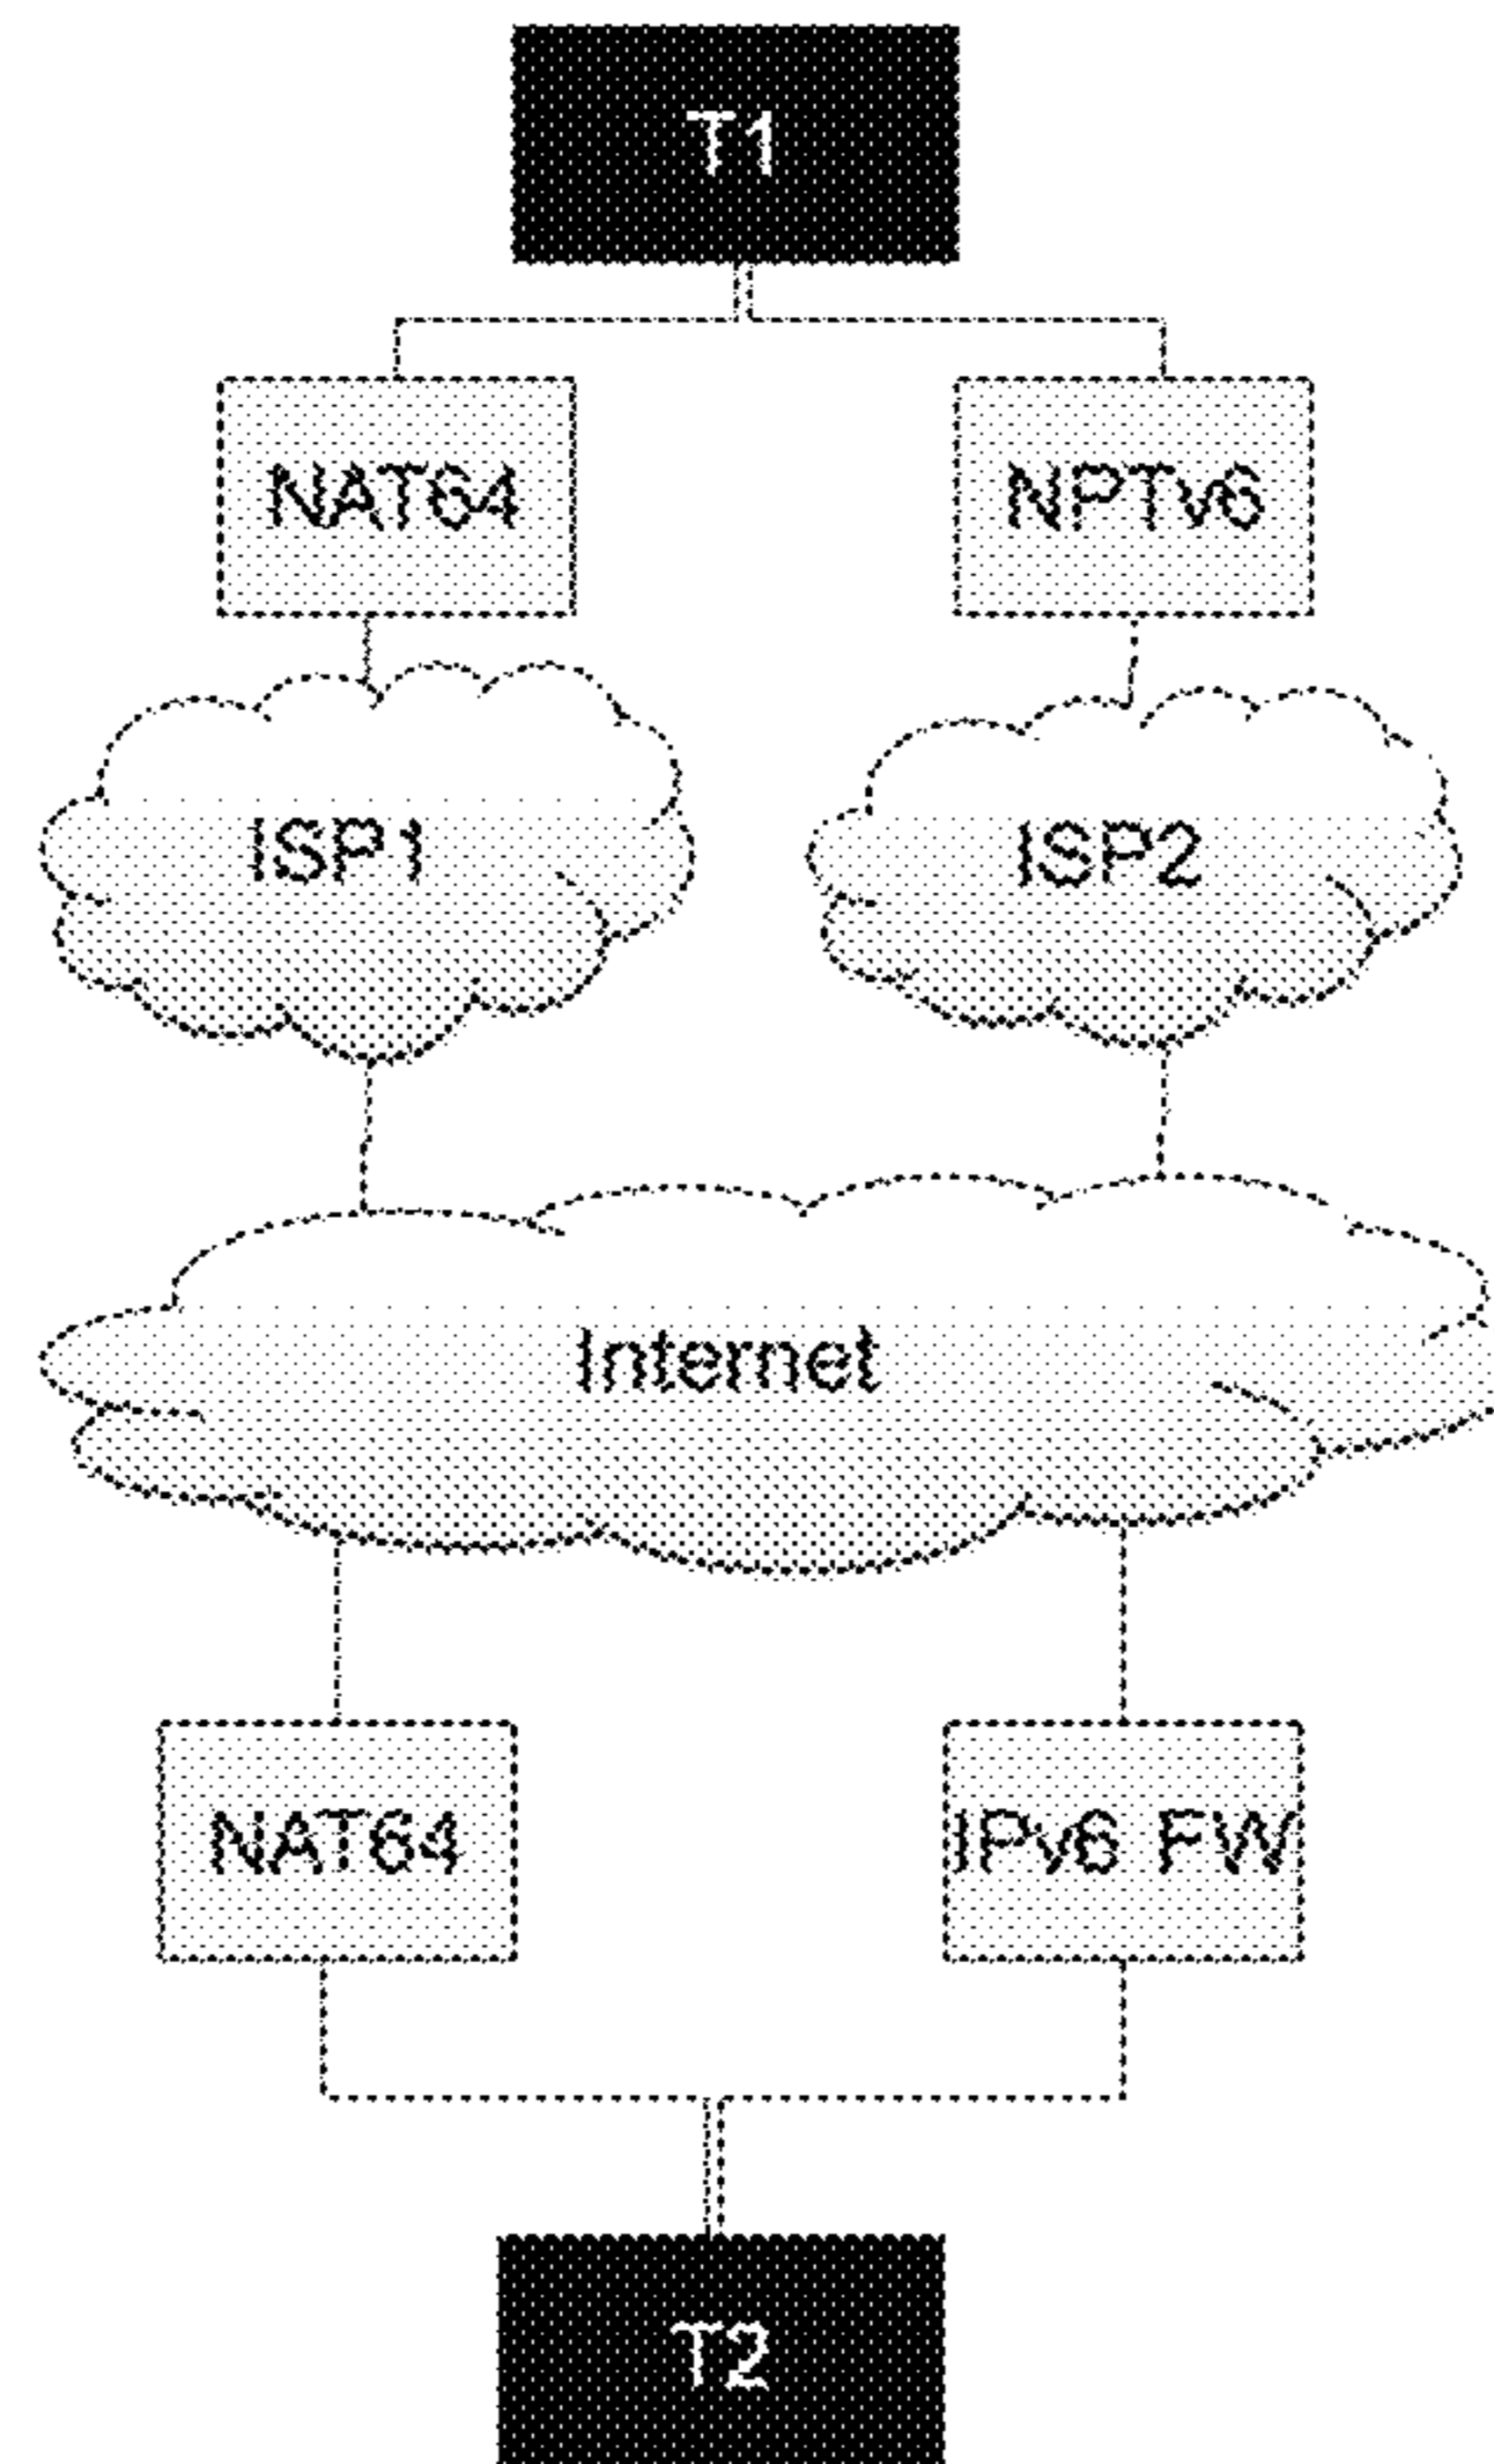 T1
NAT64
NPTv6
ISP1
ISP2
Internet
NAT64
IPv6 FW
T2